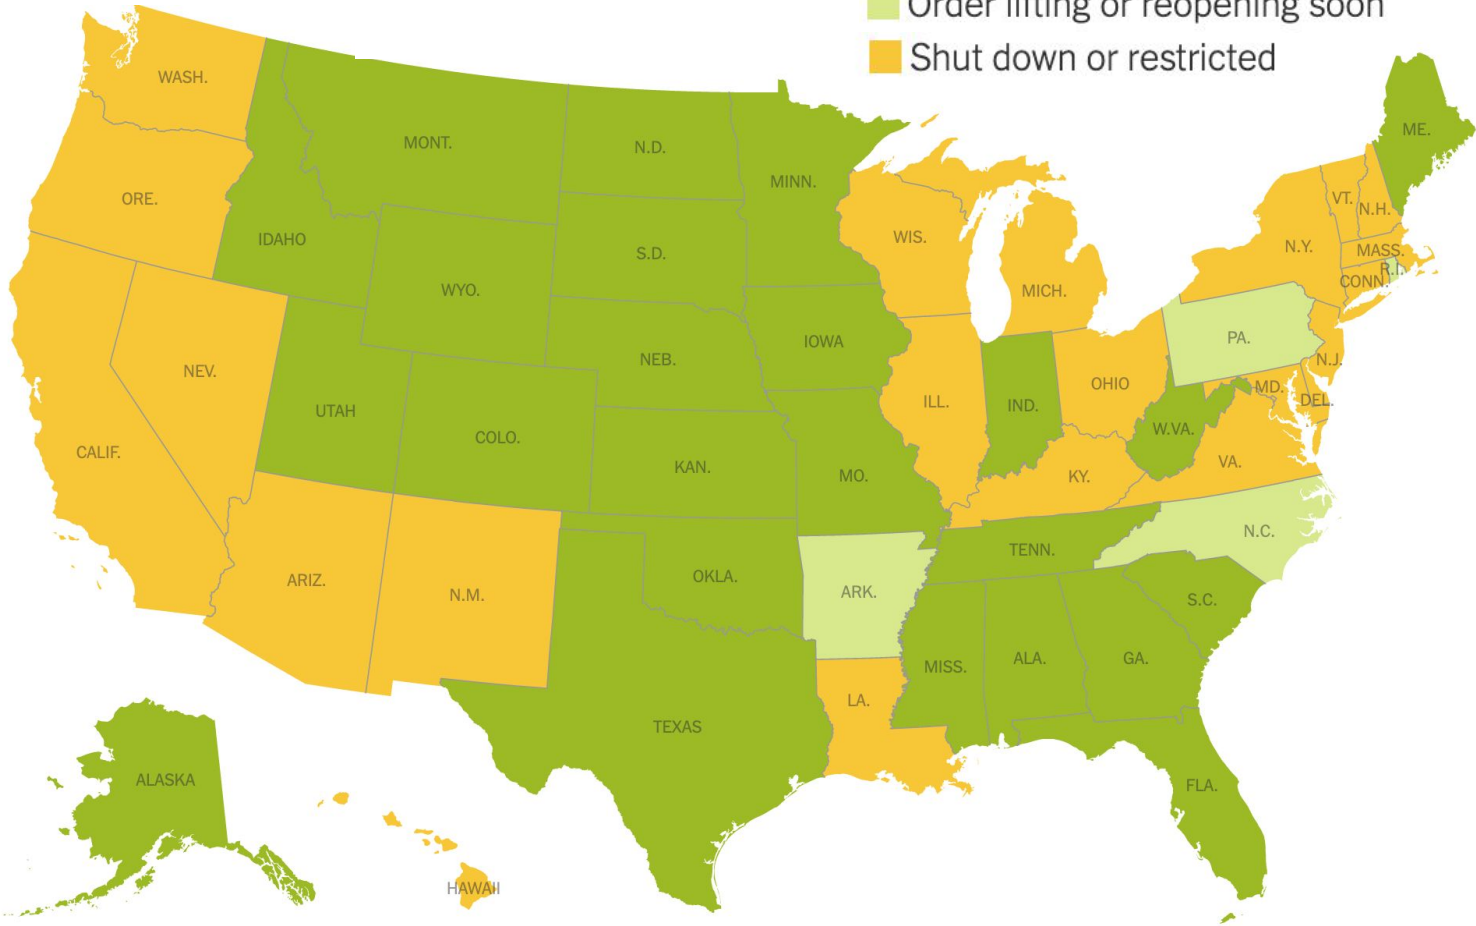 Order lifting or reopening soon
Shut down or restricted
WASH.
MONT.
N.D.
MINN.
ME.
ORE.
IDAHO
S.D.
WIS.
VT.
N.H.
N.Y.
MASS.
WYO.
MICH.
CONN.
R.I.
IOWA
PA.
NEV.
NEB.
N.J.
UTAH
ILL.
IND.
OHIO
MD.
DEL.
COLO.
W.VA.
CALIF.
KAN.
MO.
KY.
VA.
N.C.
ARIZ.
N.M.
OKLA.
ARK.
TENN.
S.C.
MISS.
ALA.
GA.
LA.
TEXAS
ALASKA
FLA.
HAWAII